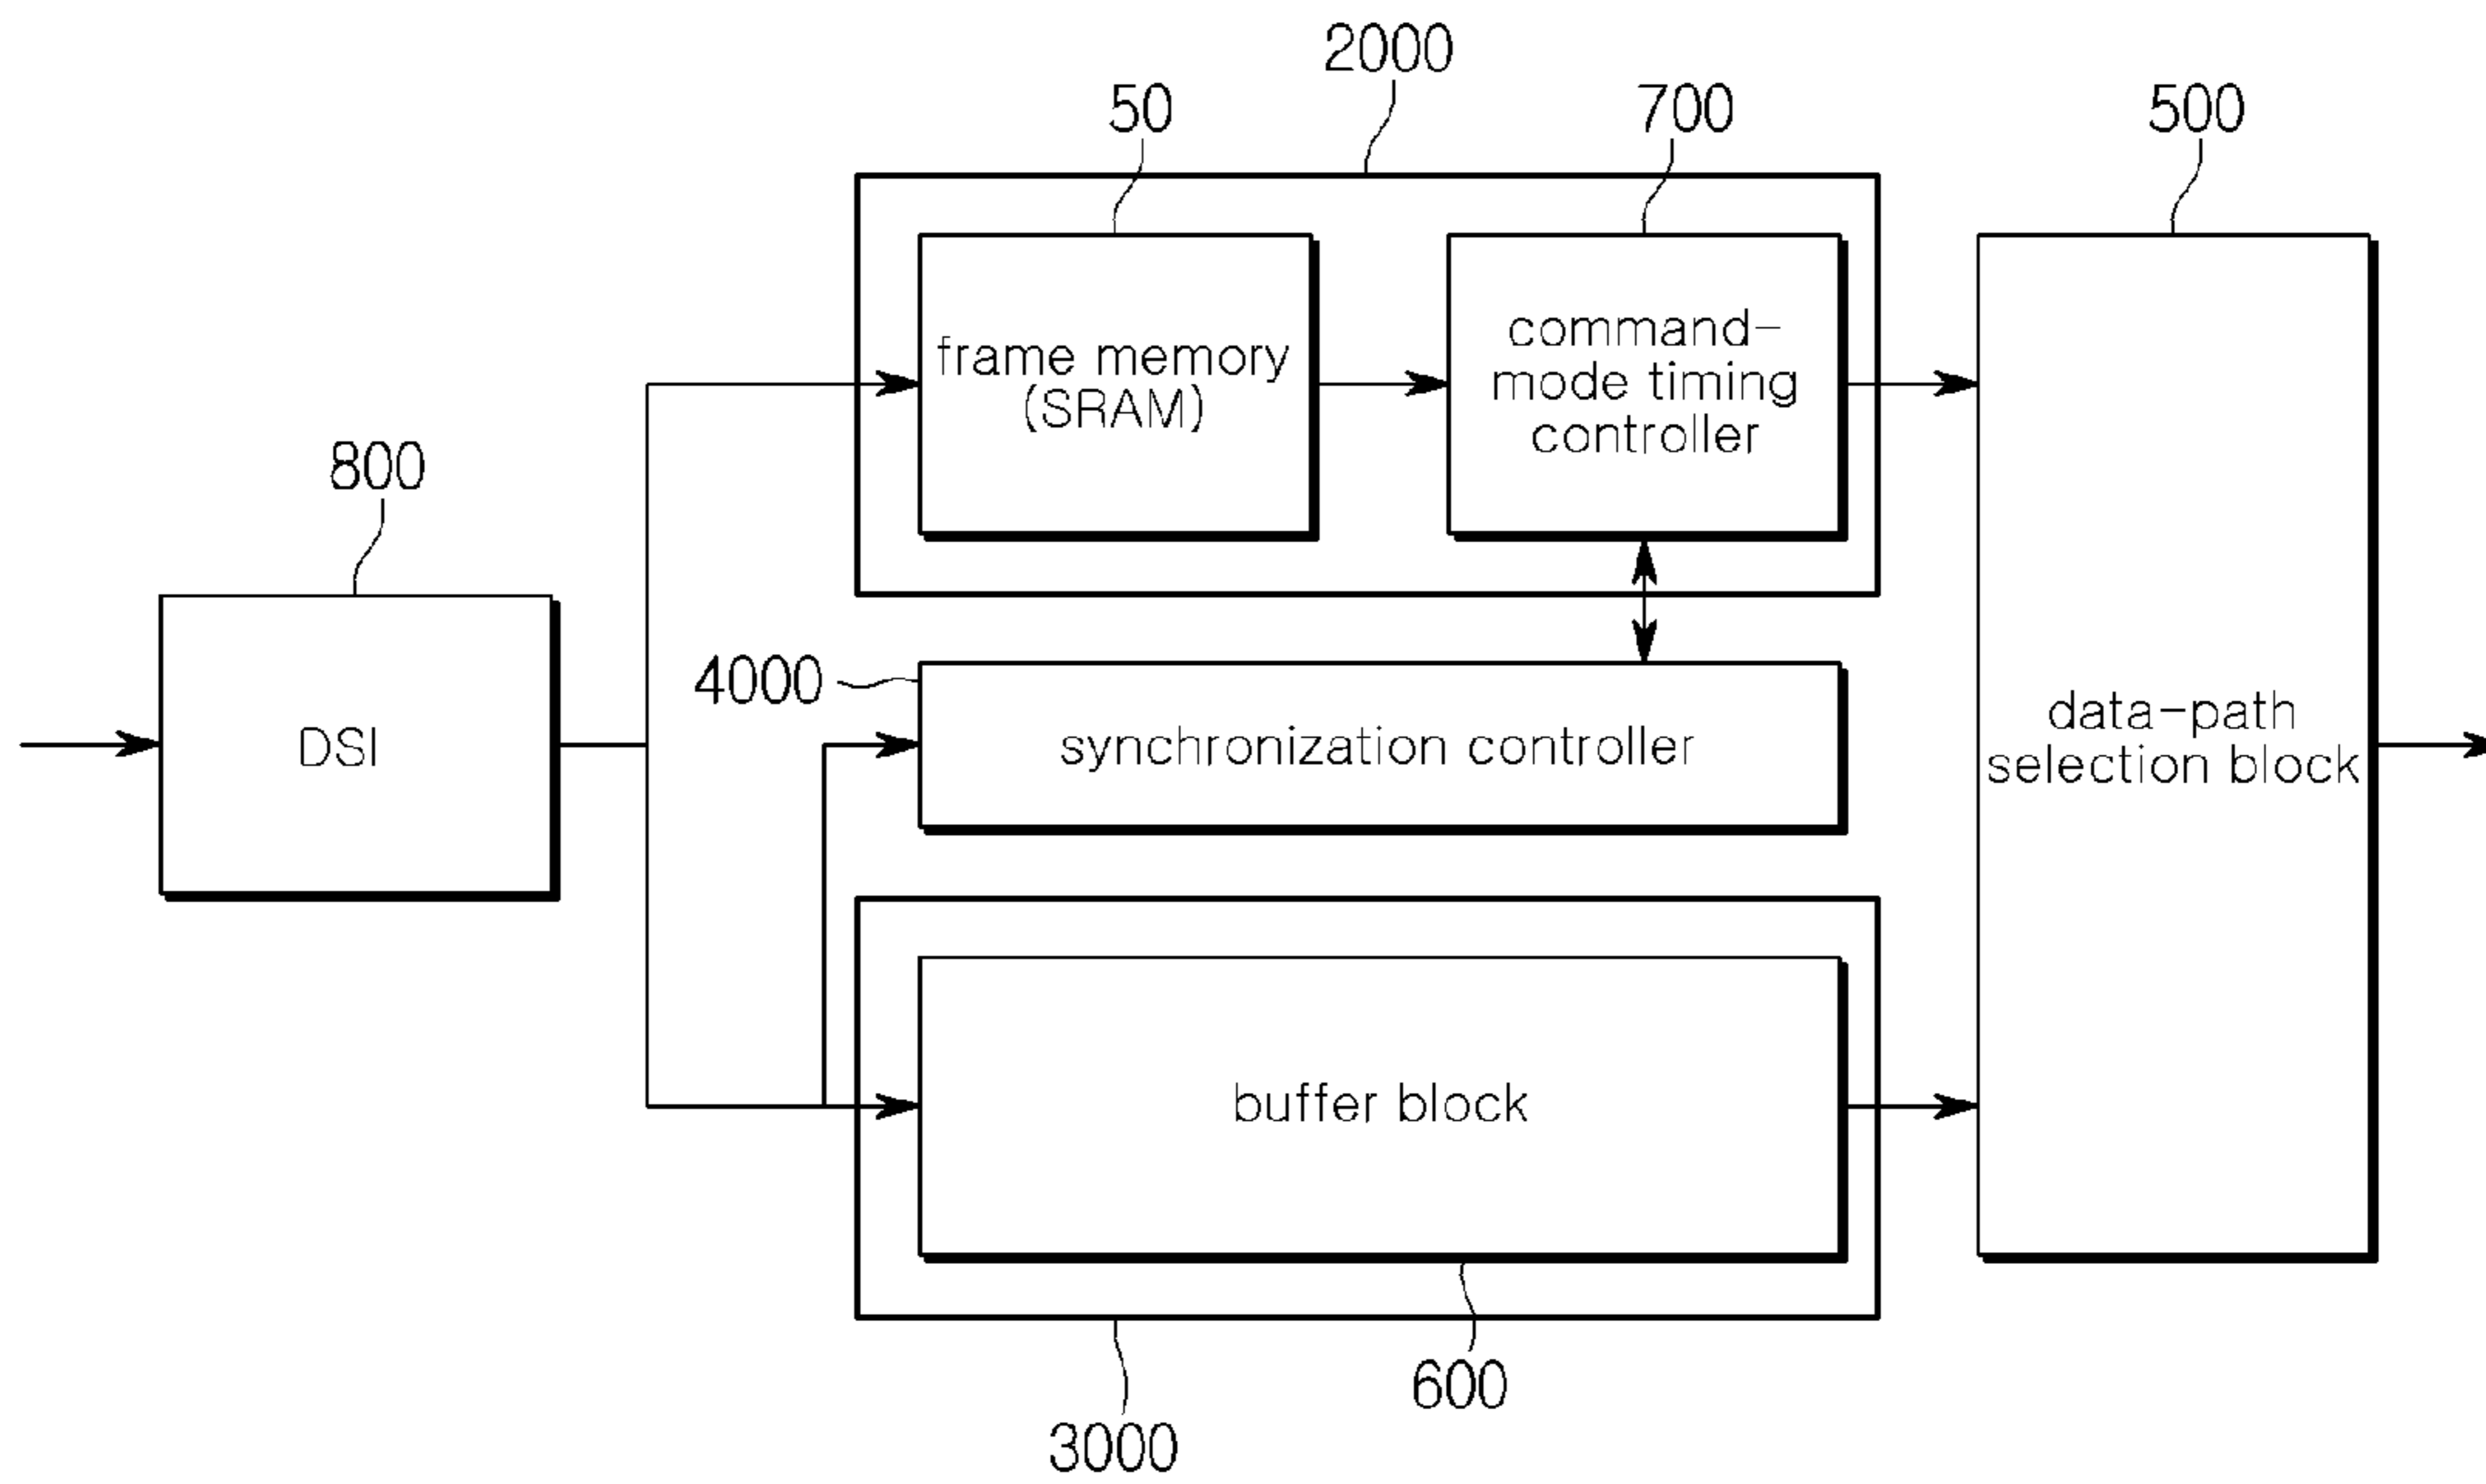 2000
50
700
500
frame memory
(SRAM)
command-
mode timing
controller
800
4000
DSI
synchronization controller
data-path
selection block
buffer block
600
3000